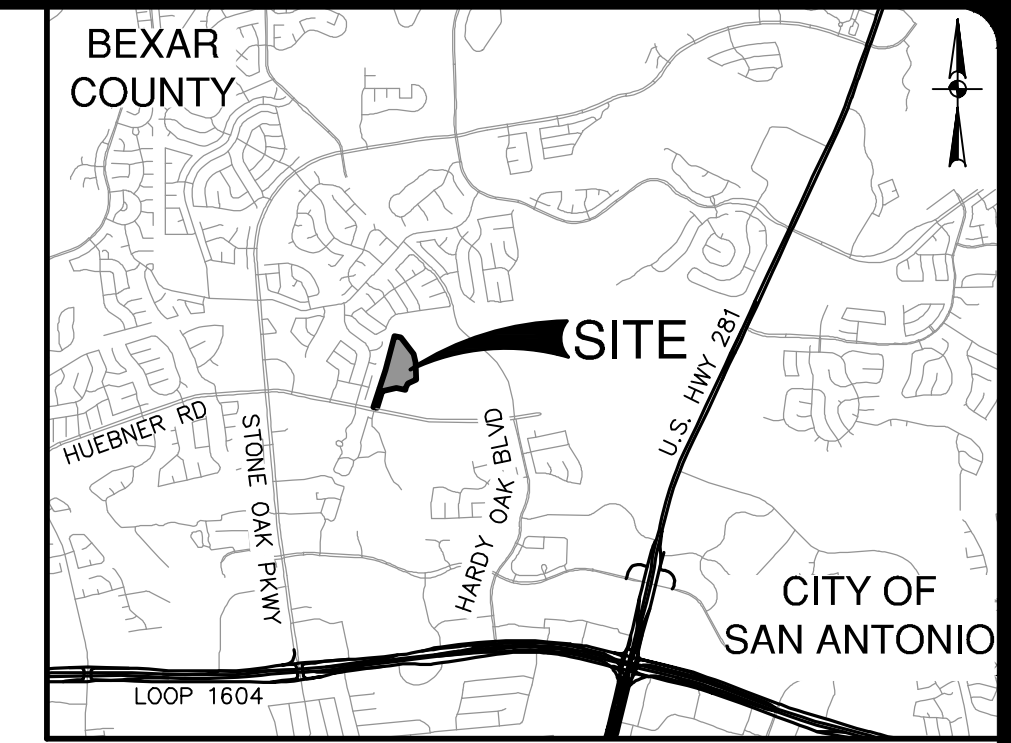 BEXAR
COUNTY
SITE
U.S. HWY 281
HUEBNER RD
STONE OAK PKWY
HARDY OAK BLVD
CITY OF
SAN ANTONIO
LOOP 1604